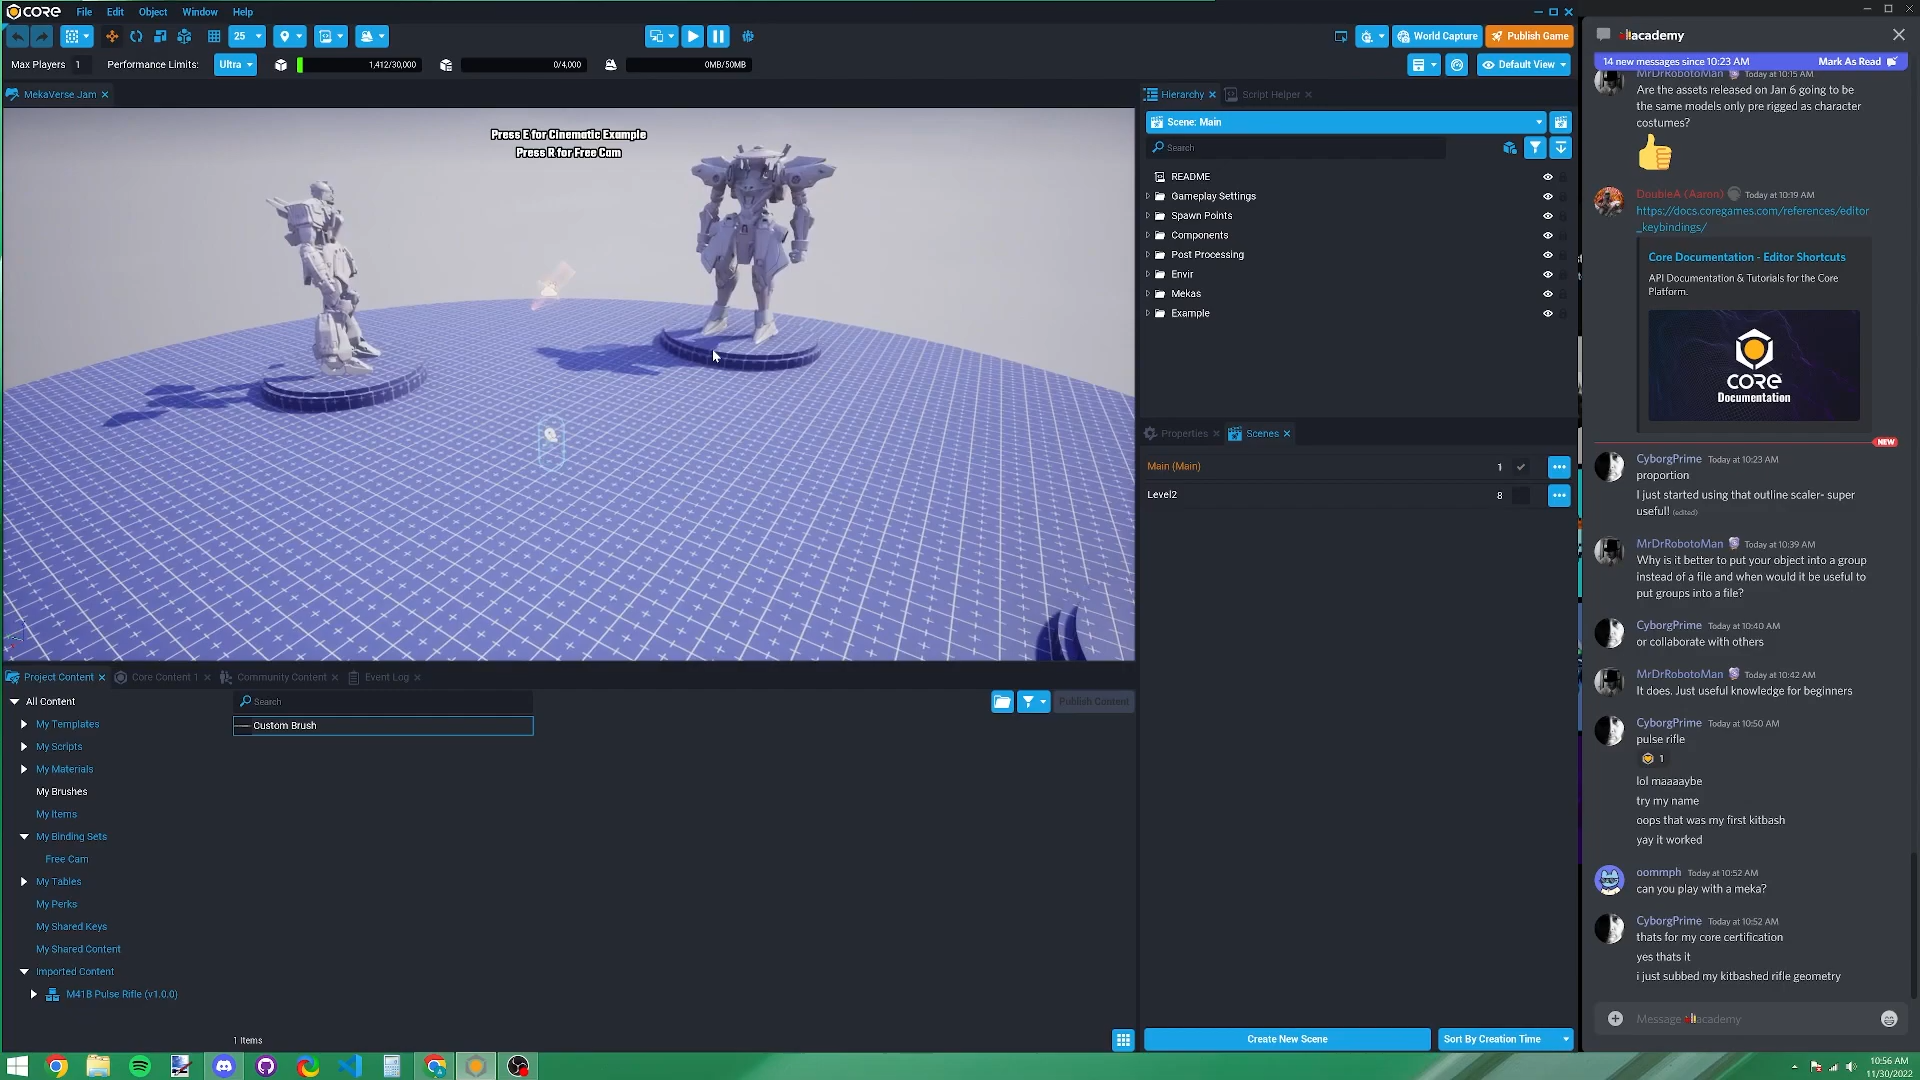 CORE File Edit Object Window Help
25
World Capture Publish Game
Max Players 1 Performance Limits: Ultra 1,412/30,000 0/4,000 0MB/50MB Default View
MekaVerse Jam
Press E for Cinematic Example
Press R for Free Cam
Hierarchy Script Helper
Scene: Main
Search
README
Gameplay Settings
Spawn Points
Components
Post Processing
Envir
Mekas
Example
Properties Scenes
Main (Main) 1
Level2 8
Create New Scene Sort By Creation Time
Project Content Core Content 1 Community Content Event Log
All Content
Search
Publish Content
Custom Brush
My Templates
My Scripts
My Materials
My Brushes
My Items
My Binding Sets
Free Cam
My Tables
My Perks
My Shared Keys
My Shared Content
Imported Content
M41B Pulse Rifle (v1.0.0)
1 Items
academy
14 new messages since 10:23 AM Mark As Read
MrDrRobotoMan Today at 10:15 AM
Are the assets released on Jan 6 going to be
the same models only pre rigged as character
costumes?
DoubleA (Aaron) Today at 10:19 AM
https://docs.coregames.com/references/editor
_keybindings/
Core Documentation - Editor Shortcuts
API Documentation & Tutorials for the Core
Platform.
CORE
Documentation
NEW
CyborgPrime Today at 10:23 AM
proportion
I just started using that outline scaler- super
useful! (edited)
MrDrRobotoMan Today at 10:39 AM
Why is it better to put your object into a group
instead of a file and when would it be useful to
put groups into a file?
CyborgPrime Today at 10:40 AM
or collaborate with others
MrDrRobotoMan Today at 10:42 AM
It does. Just useful knowledge for beginners
CyborgPrime Today at 10:50 AM
pulse rifle
1
lol maaaaybe
try my name
oops that was my first kitbash
yay it worked
oommph Today at 10:52 AM
can you play with a meka?
CyborgPrime Today at 10:52 AM
thats for my core certification
yes thats it
i just subbed my kitbashed rifle geometry
Message academy
10:56 AM
11/30/2022